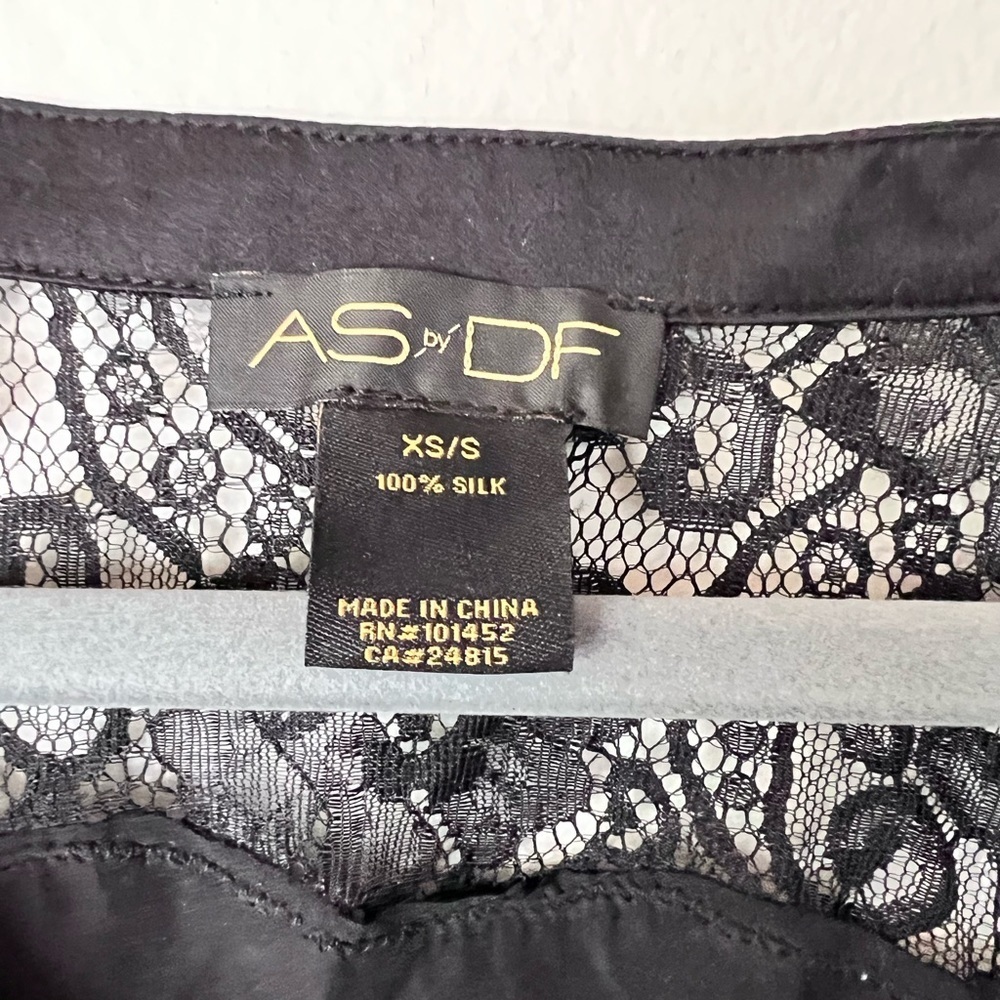 AS by DF
XS/S
100% SILK
MADE IN CHINA
RN#101452
CA#24815